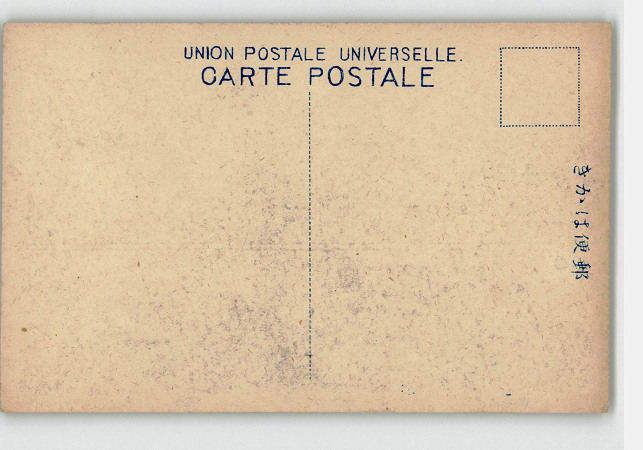 UNION POSTALE UNIVERSELLE.
CARTE POSTALE
きかは便郵